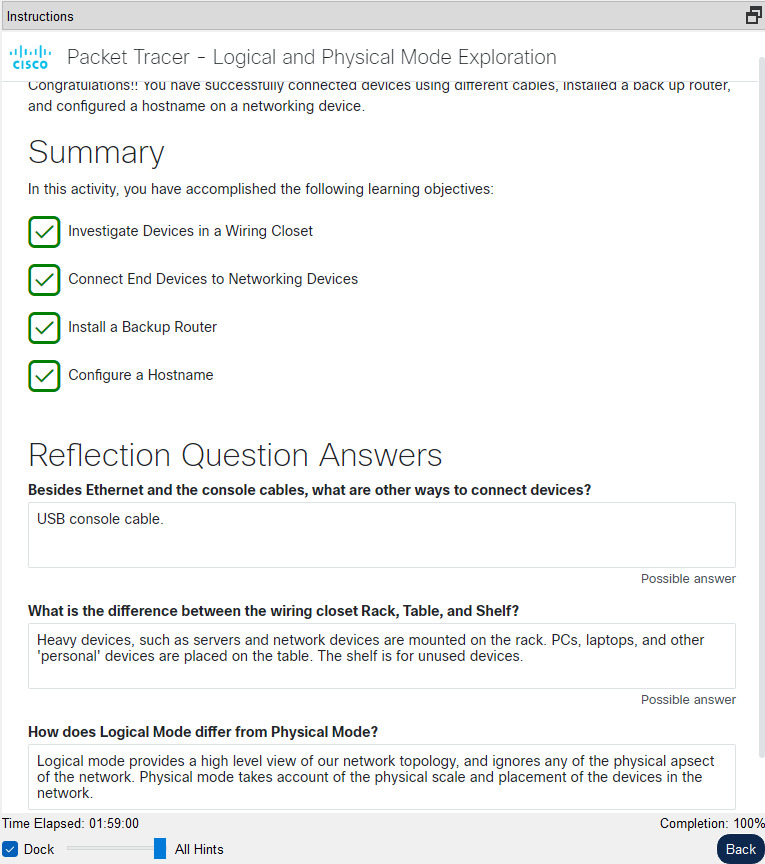 Instructions
CISCO
Packet Tracer - Logical and Physical Mode Exploration
Congratulations!! You have successfully connected devices using different cables, installed a back up router,
and configured a hostname on a networking device.
Summary
In this activity, you have accomplished the following learning objectives:
Investigate Devices in a Wiring Closet
Connect End Devices to Networking Devices
Install a Backup Router
Configure a Hostname
Reflection Question Answers
Besides Ethernet and the console cables, what are other ways to connect devices?
USB console cable.
Possible answer
What is the difference between the wiring closet Rack, Table, and Shelf?
Heavy devices, such as servers and network devices are mounted on the rack. PCs, laptops, and other
'personal' devices are placed on the table. The shelf is for unused devices.
Possible answer
How does Logical Mode differ from Physical Mode?
Logical mode provides a high level view of our network topology, and ignores any of the physical apsect
of the network. Physical mode takes account of the physical scale and placement of the devices in the
network.
Time Elapsed: 01:59:00 Completion: 100%
Dock All Hints Back